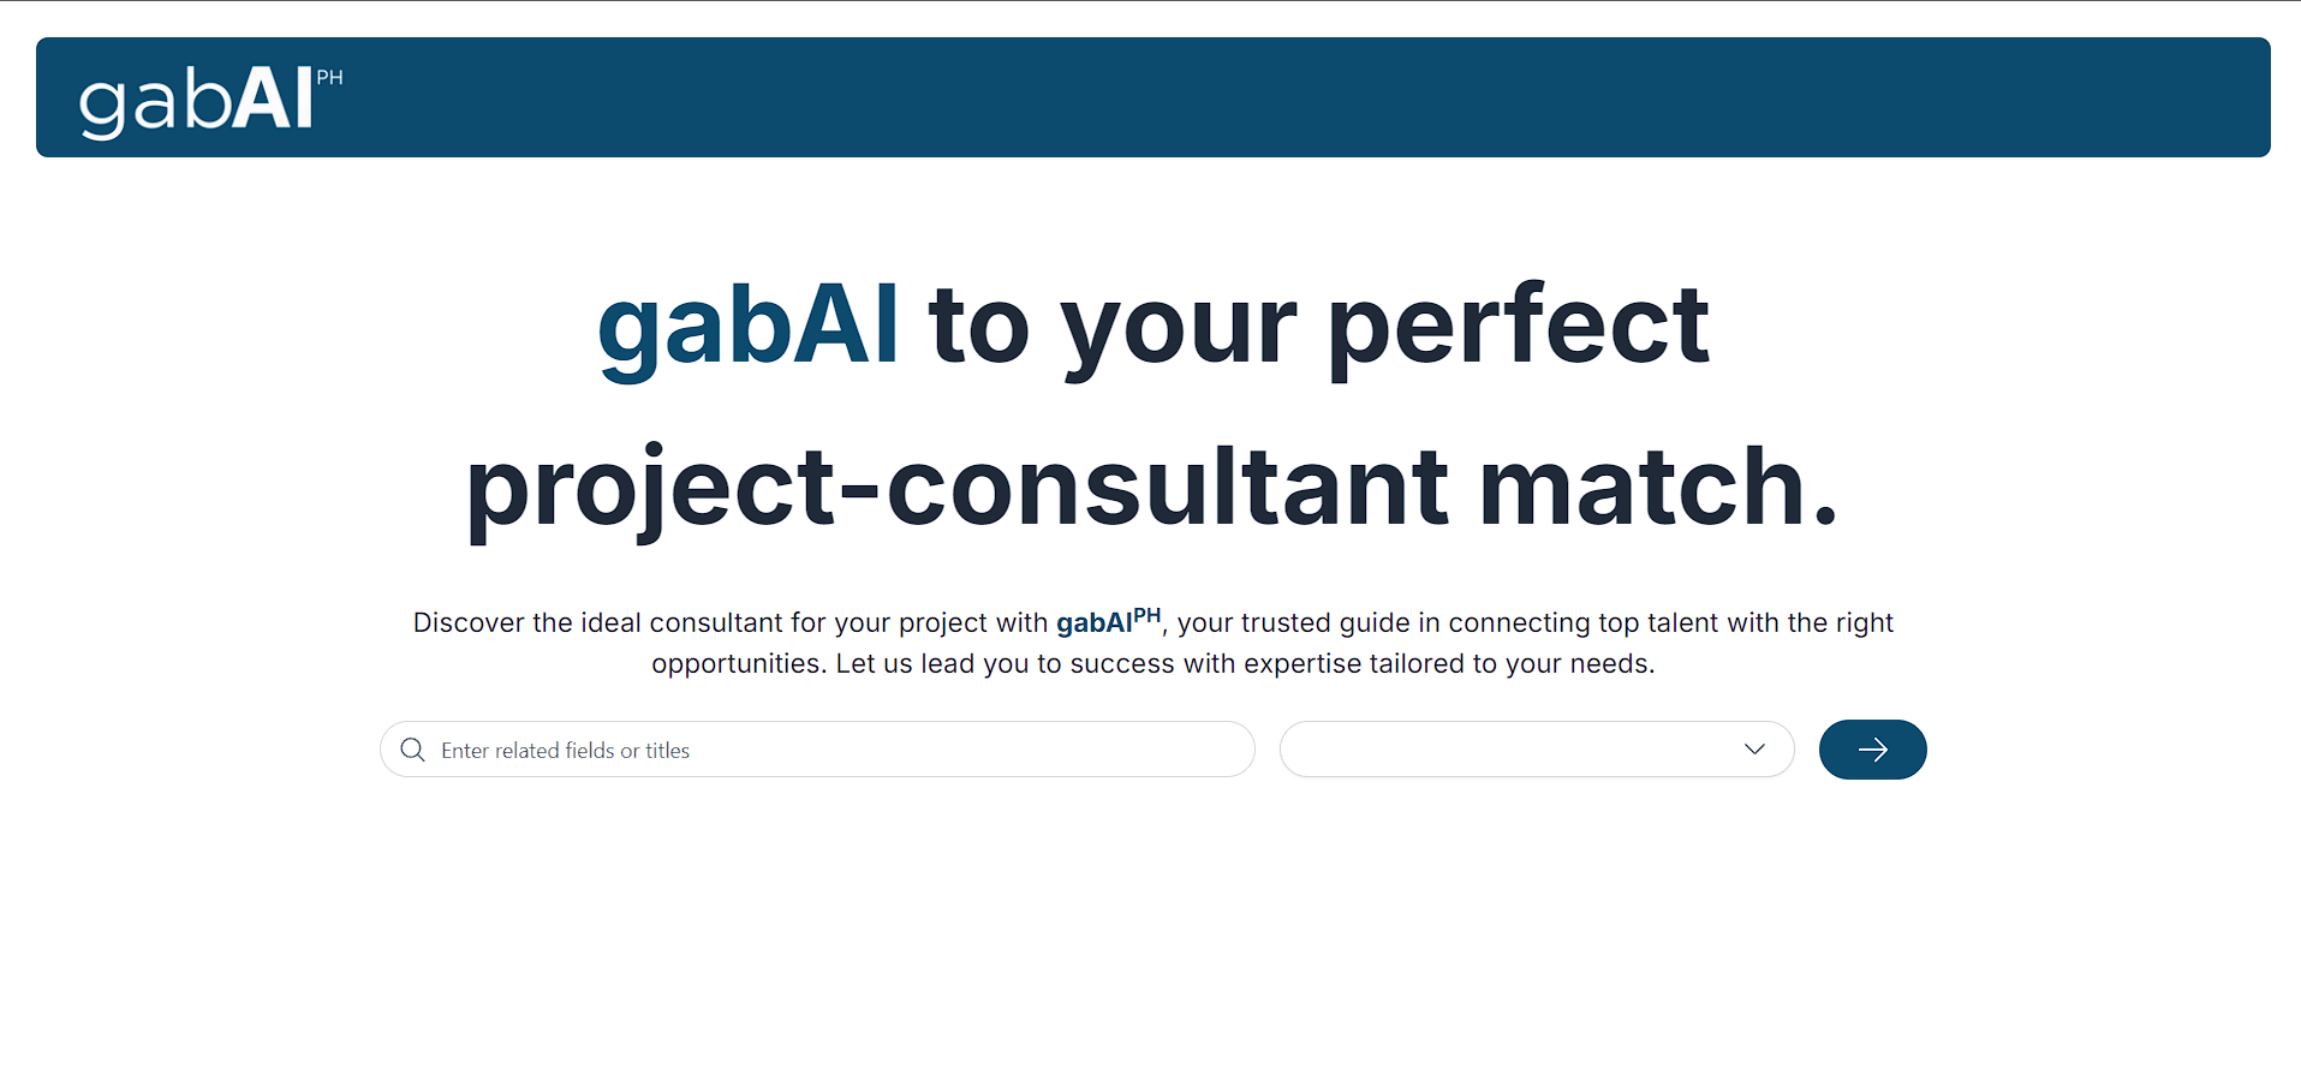 gabAI PH
gabAI to your perfect
project-consultant match.
Discover the ideal consultant for your project with gabAIPH, your trusted guide in connecting top talent with the right
opportunities. Let us lead you to success with expertise tailored to your needs.
Enter related fields or titles